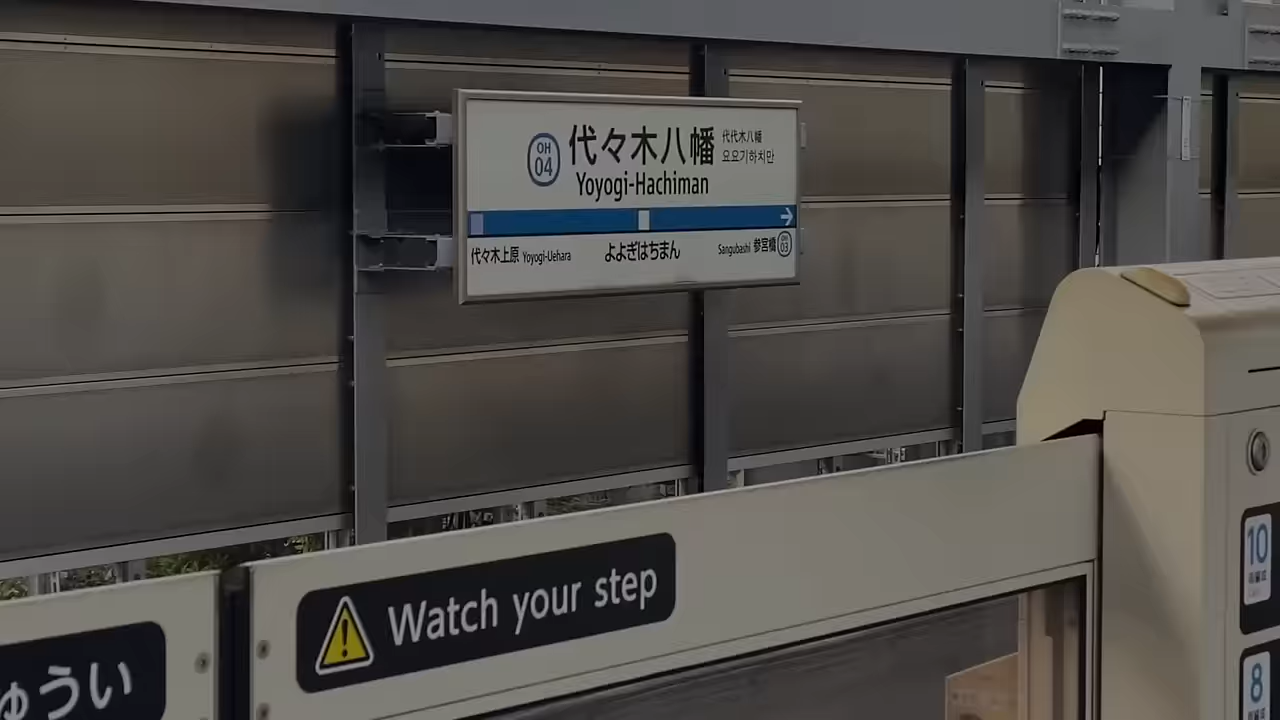 OH
04
代々木八幡
代代木八幡
요요기하치만
Yoyogi-Hachiman
代々木上原 Yoyogi-Uehara
よよぎはちまん
Sangubashi 参宮橋
OH
03
Watch your step
ゅうい
10
8